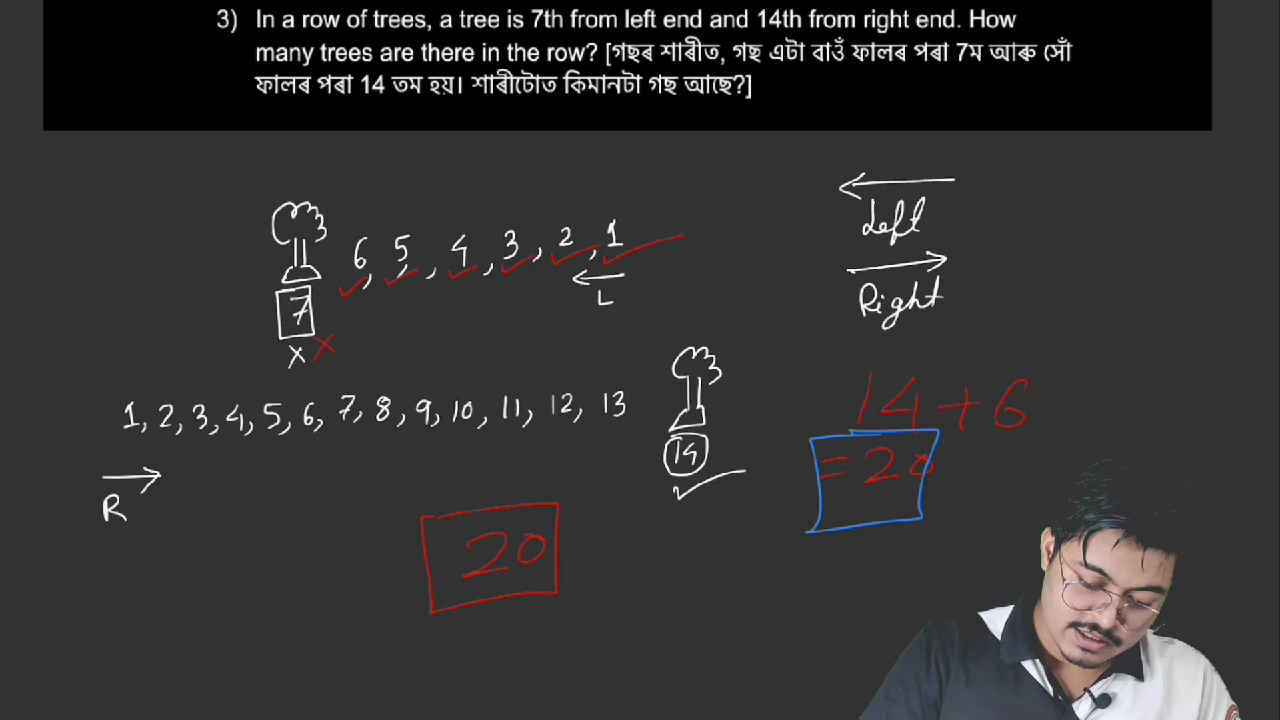 3) In a row of trees, a tree is 7th from left end and 14th from right end. How
many trees are there in the row? [গছৰ শাৰীত, গছ এটা বাওঁ ফালৰ পৰা 7ম আৰু সোঁ
ফালৰ পৰা 14 তম হয়। শাৰীটোত কিমানটা গছ আছে?]
Left
6, 5, 4, 3, 2, 1
L
7
X X
Right
1, 2, 3, 4, 5, 6, 7, 8, 9, 10, 11, 12, 13
14
14+6
=20
R
20